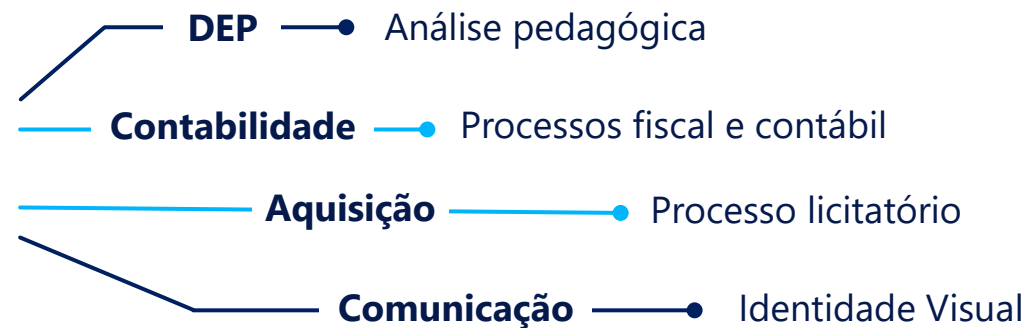 DEP Análise pedagógica
Contabilidade Processos fiscal e contábil
Aquisição Processo licitatório
Comunicação Identidade Visual